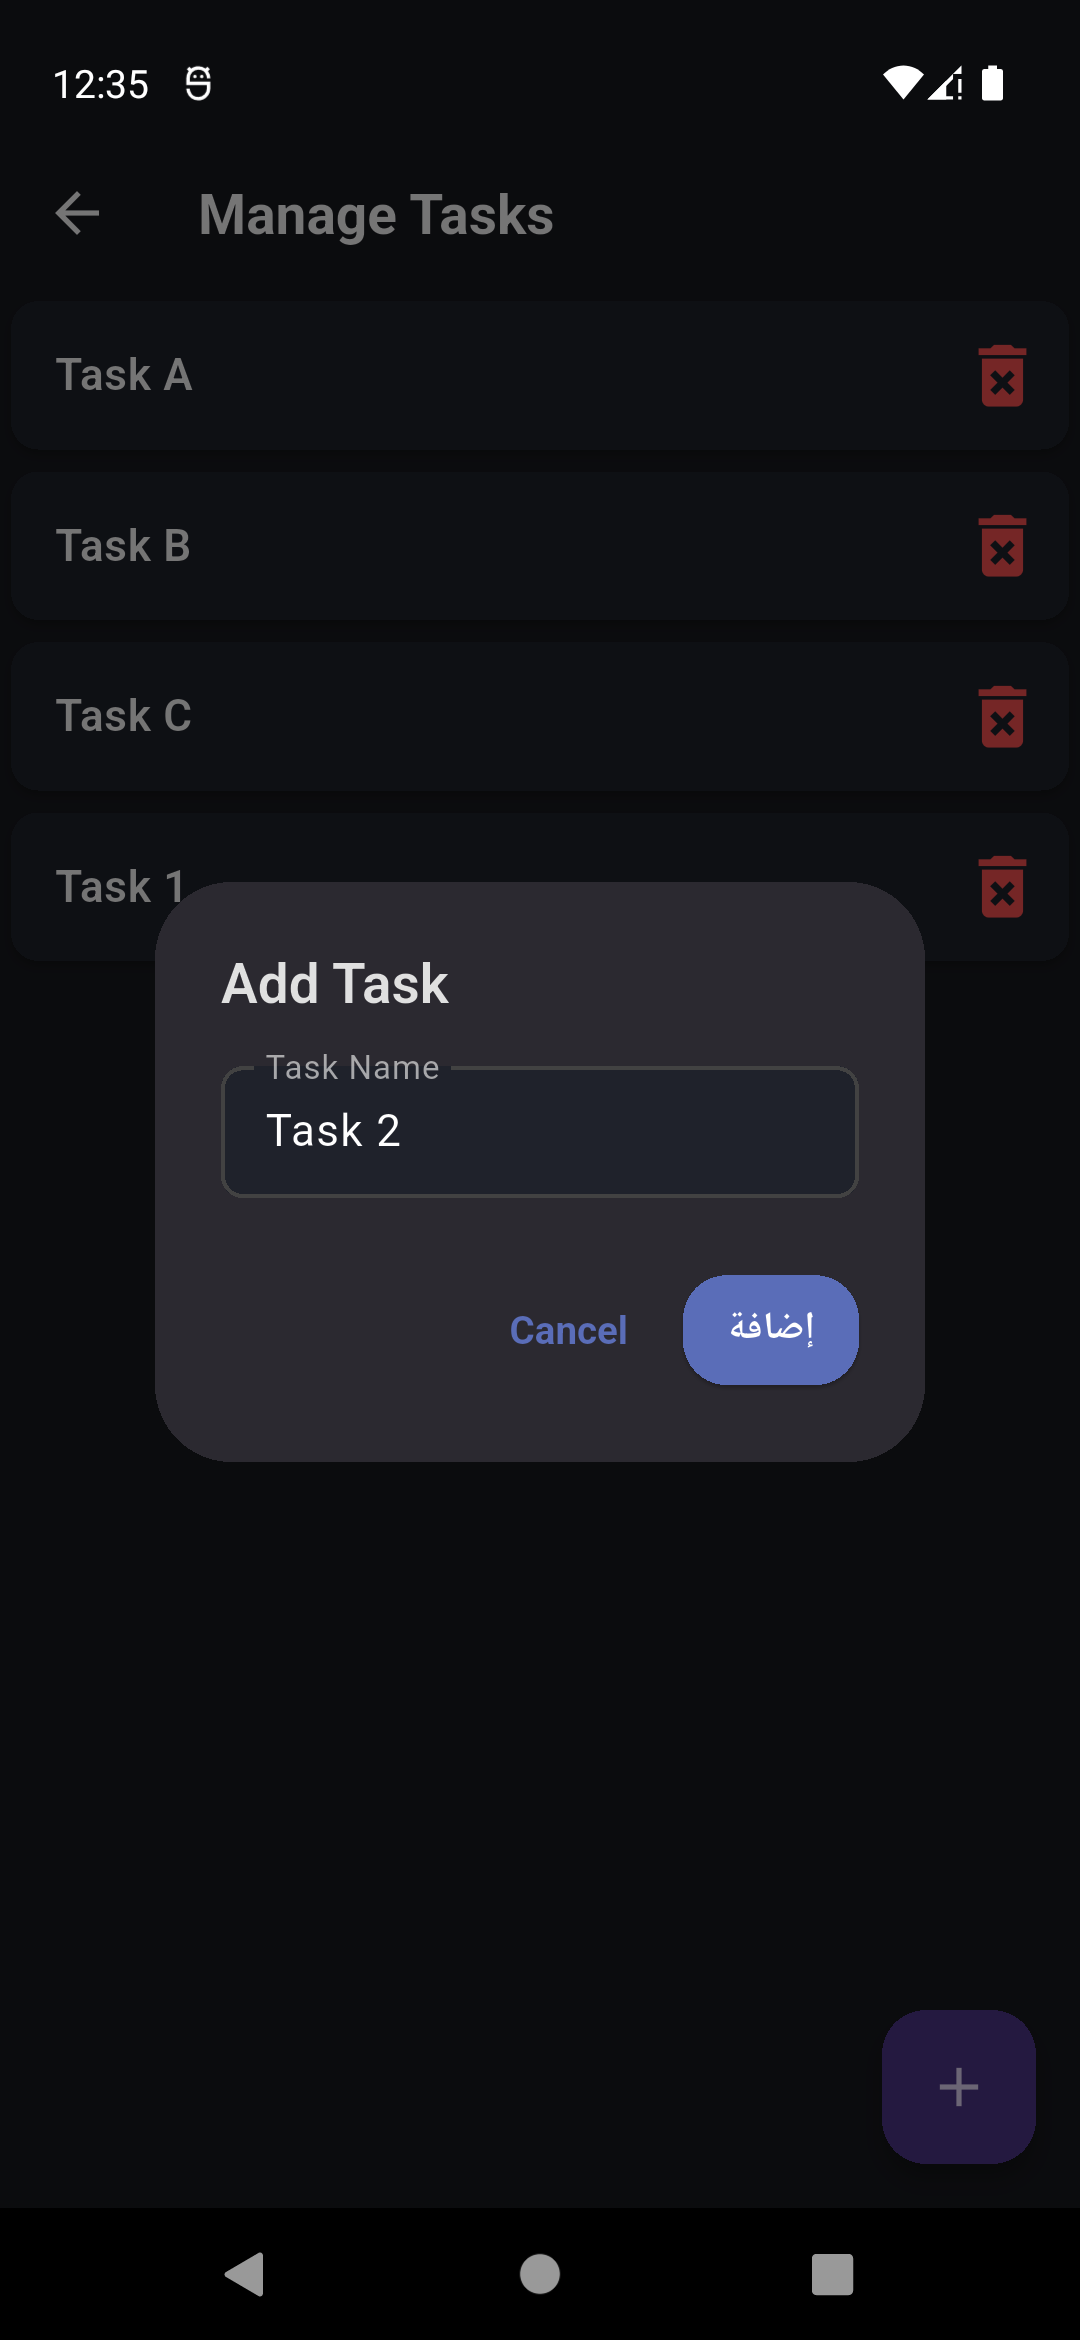 12:35
Manage Tasks
Task A
Task B
Task C
Task 1
Add Task
Task Name
Task 2
Cancel
إضافة